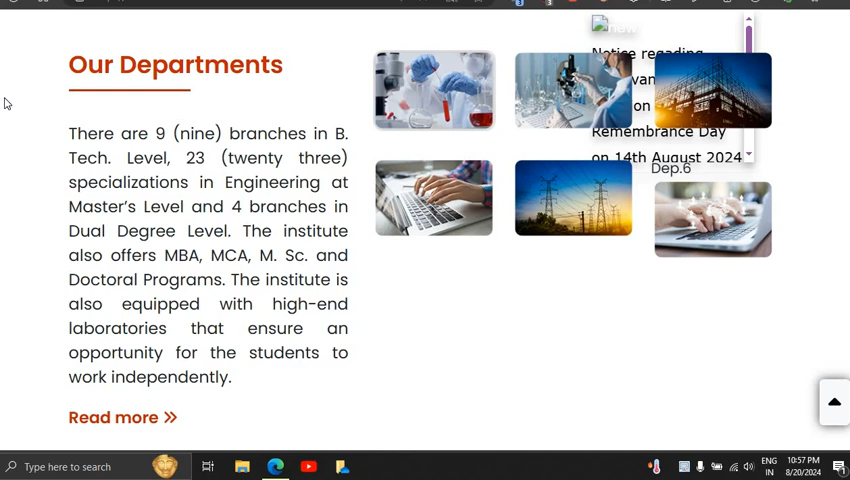 Our Departments
There are 9 (nine) branches in B.
Tech. Level, 23 (twenty three)
specializations in Engineering at
Master's Level and 4 branches in
Dual Degree Level. The institute
also offers MBA, MCA, M. Sc. and
Doctoral Programs. The institute is
also equipped with high-end
laboratories that ensure an
opportunity for the students to
work independently.
Read more
Notice regading
on
Remembrance Day
on 14th August 2024
Dep.6
Type here to search
ENG
IN
10:57 PM
8/20/2024